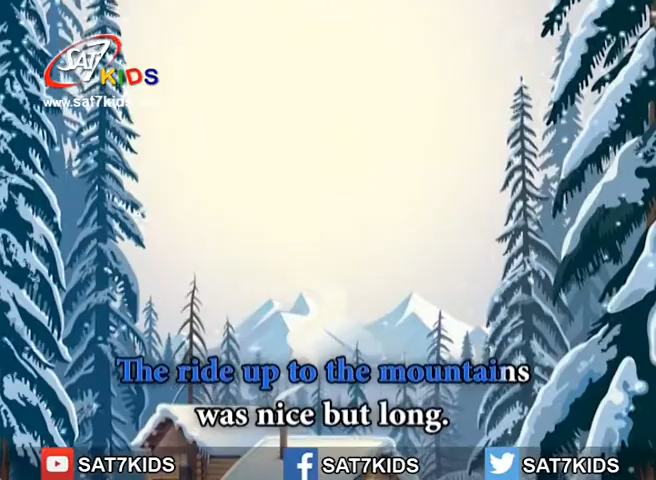 SAT7
KIDS
www.sat7kids
The ride up to the mountains
was nice but long.
SAT7KIDS
SAT7KIDS
SAT7KIDS